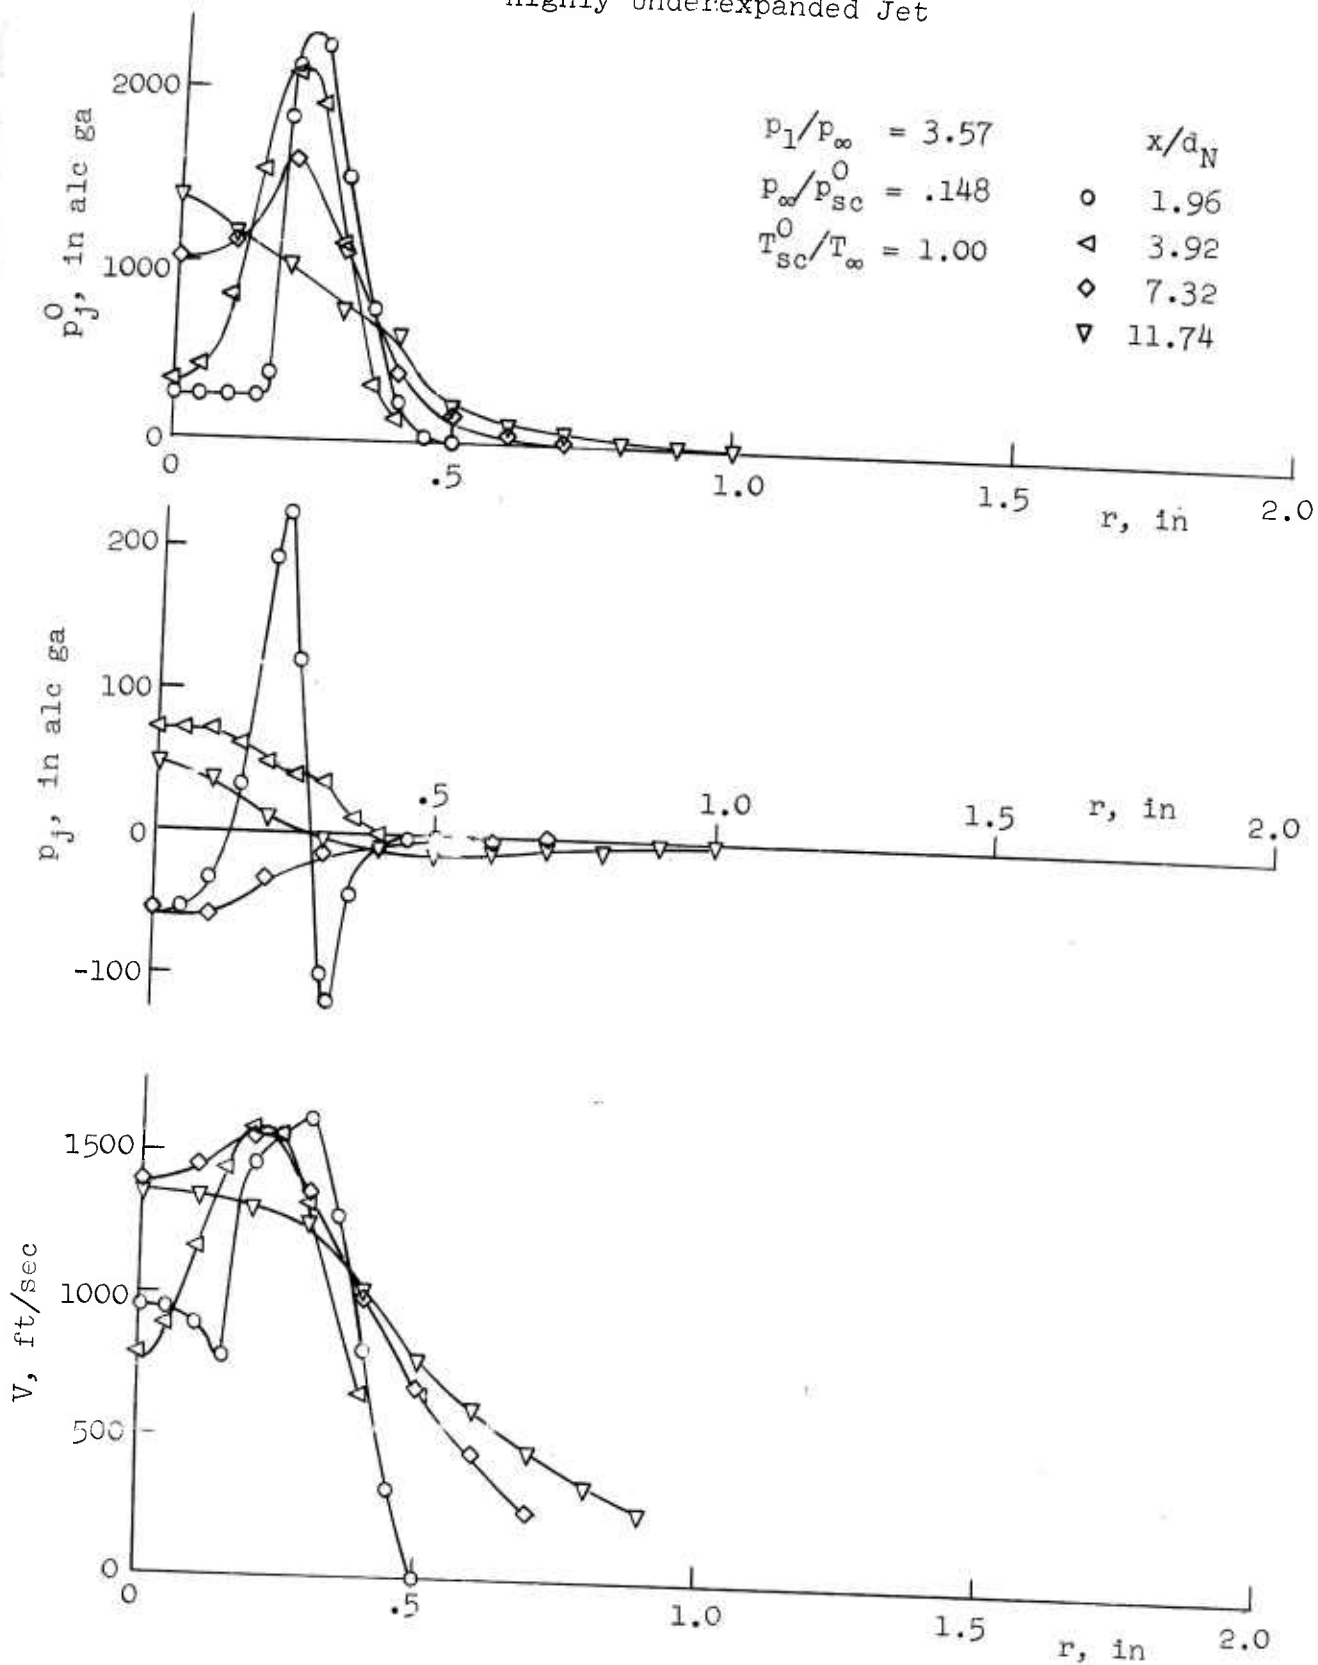 Highly Underexpanded Jet
p_j^0, in alc ga
2000
1000
0
0
.5
1.0
1.5
2.0
r, in
p_1/p_∞ = 3.57
p_∞/p_sc^0 = .148
T_sc^0/T_∞ = 1.00
x/d_N
○ 1.96
◁ 3.92
◇ 7.32
▽ 11.74
p_j, in alc ga
200
100
0
-100
.5
1.0
1.5
r, in
2.0
V, ft/sec
1500
1000
500
0
0
.5
1.0
1.5
r, in
2.0